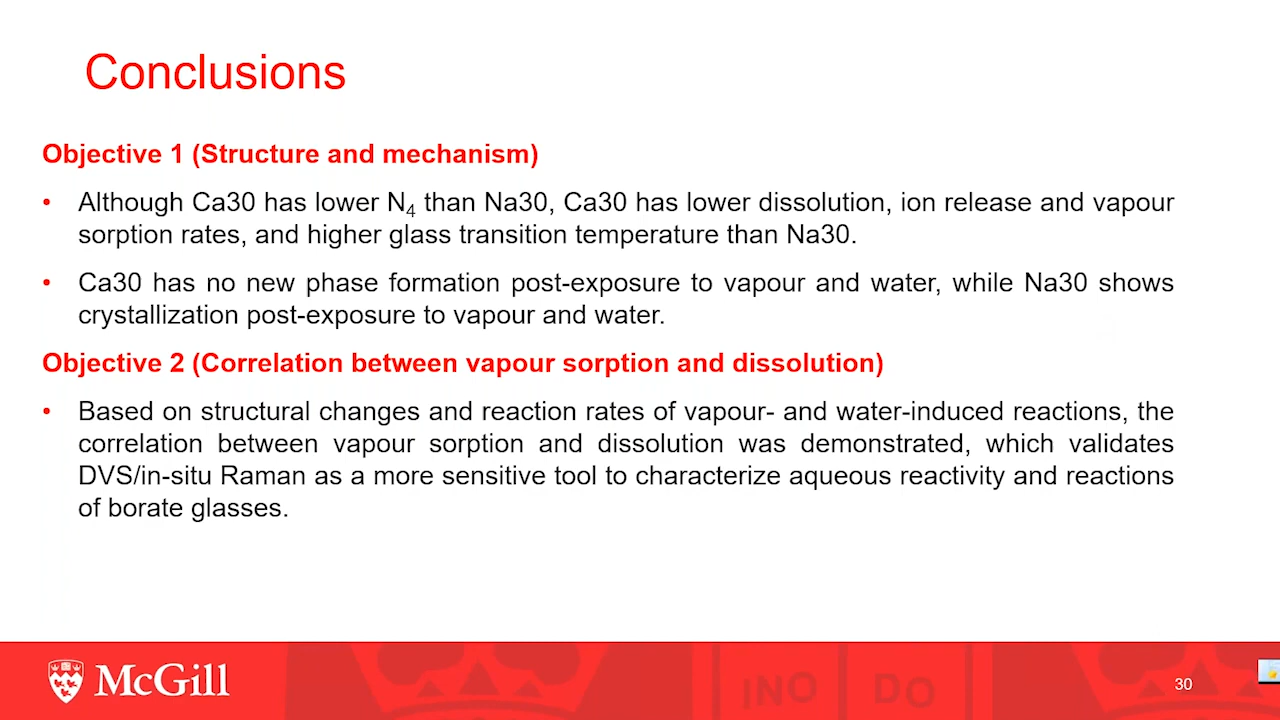 Conclusions
Objective 1 (Structure and mechanism)
• Although Ca30 has lower N₄ than Na30, Ca30 has lower dissolution, ion release and vapour
sorption rates, and higher glass transition temperature than Na30.
• Ca30 has no new phase formation post-exposure to vapour and water, while Na30 shows
crystallization post-exposure to vapour and water.
Objective 2 (Correlation between vapour sorption and dissolution)
• Based on structural changes and reaction rates of vapour- and water-induced reactions, the
correlation between vapour sorption and dissolution was demonstrated, which validates
DVS/in-situ Raman as a more sensitive tool to characterize aqueous reactivity and reactions
of borate glasses.
INO DO
McGill
30